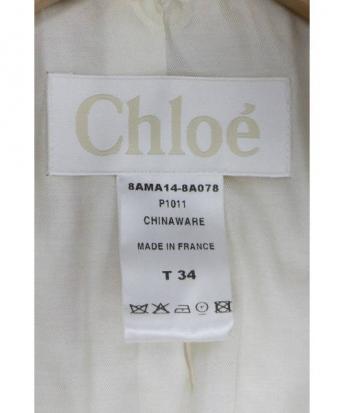 Chloé
8AMA14-8A078
P1011
CHINAWARE
MADE IN FRANCE
T 34